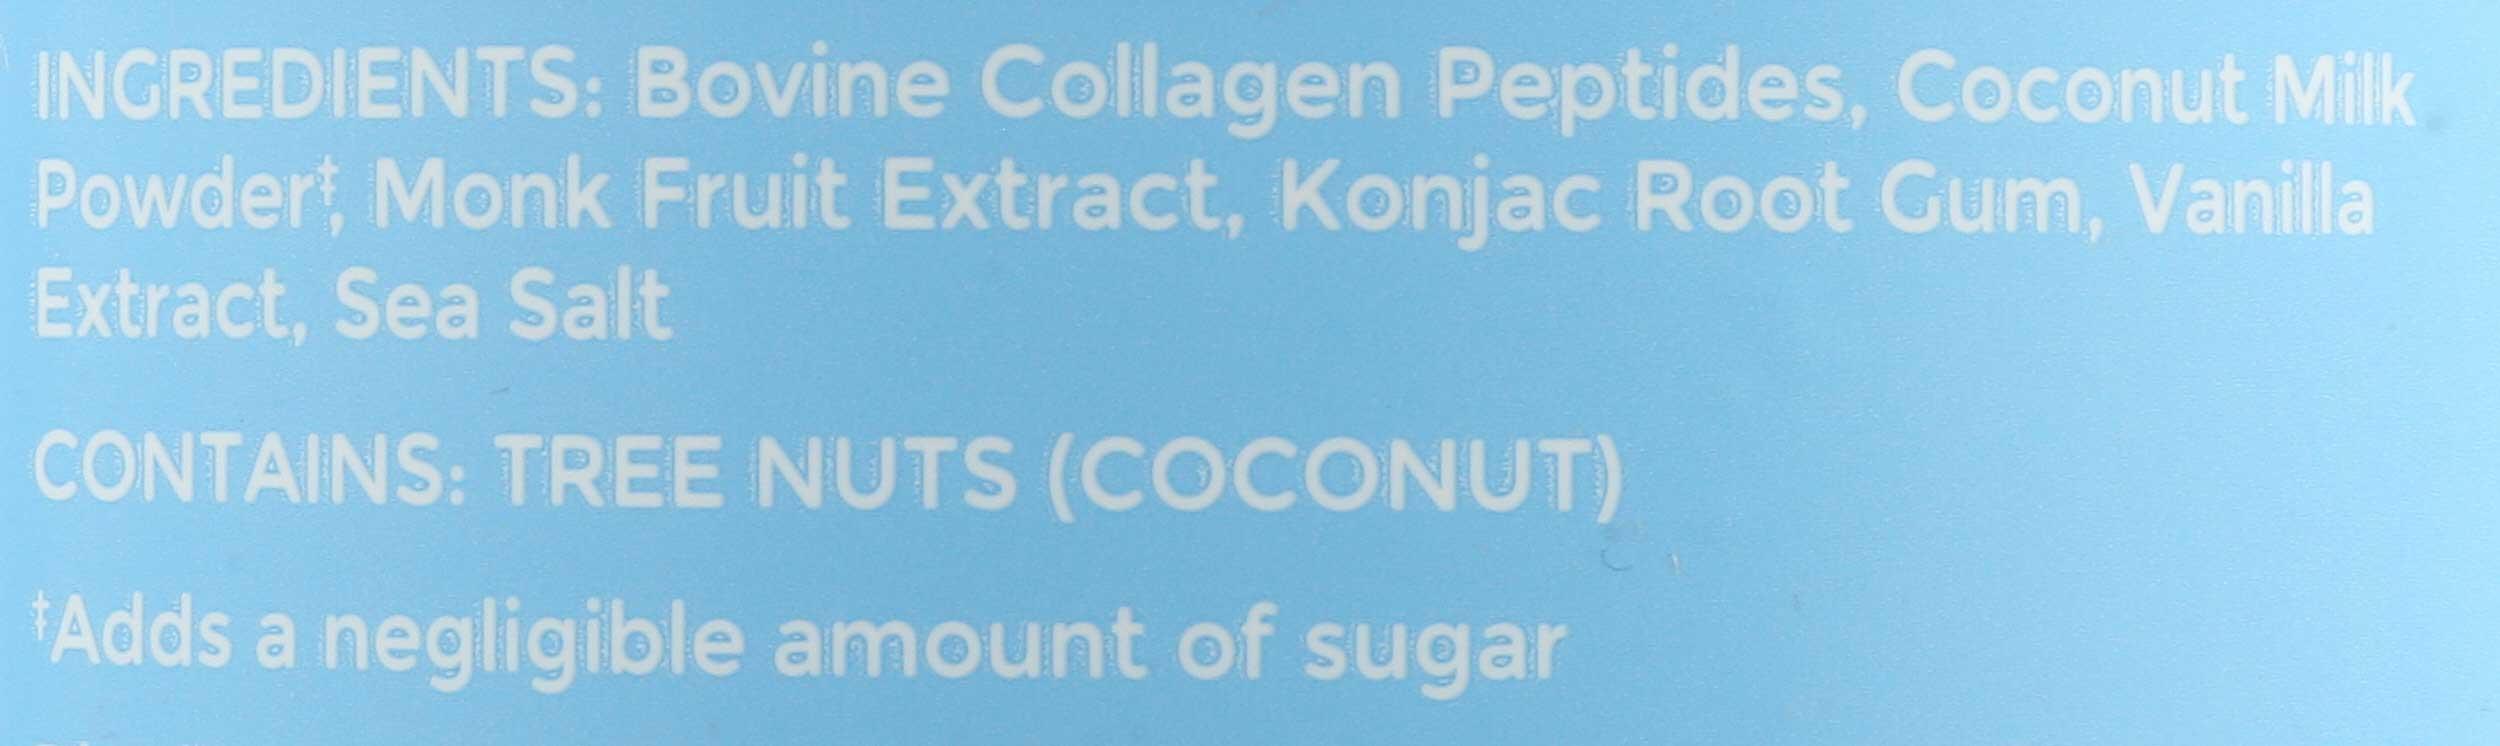 INGREDIENTS: Bovine Collagen Peptides, Coconut Milk
Powder‡, Monk Fruit Extract, Konjac Root Gum, Vanilla
Extract, Sea Salt
CONTAINS: TREE NUTS (COCONUT)
‡Adds a negligible amount of sugar